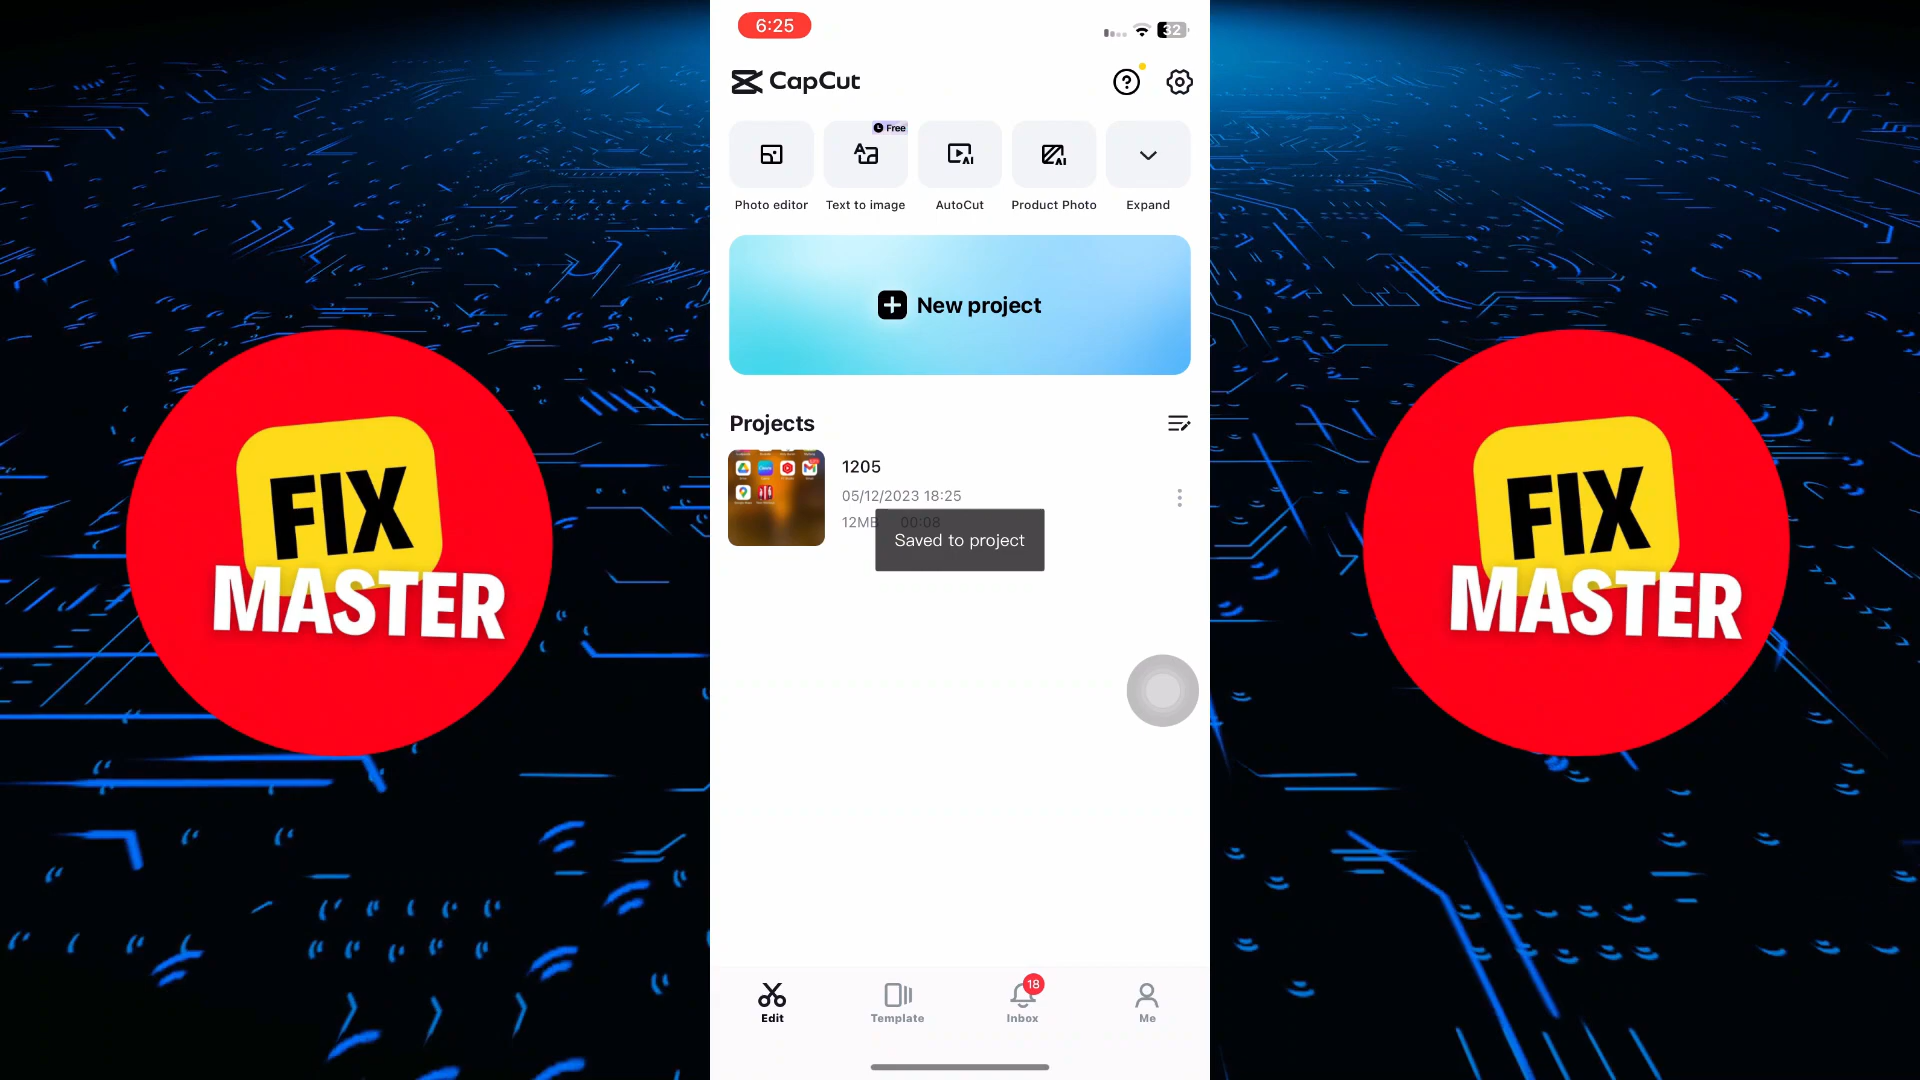 6:25
32
CapCut
Free
Photo editor
Text to image
AutoCut
Product Photo
Expand
New project
Projects
1205
05/12/2023 18:25
12MB 00:08
Saved to project
FIX
MASTER
FIX
MASTER
18
Edit
Template
Inbox
Me